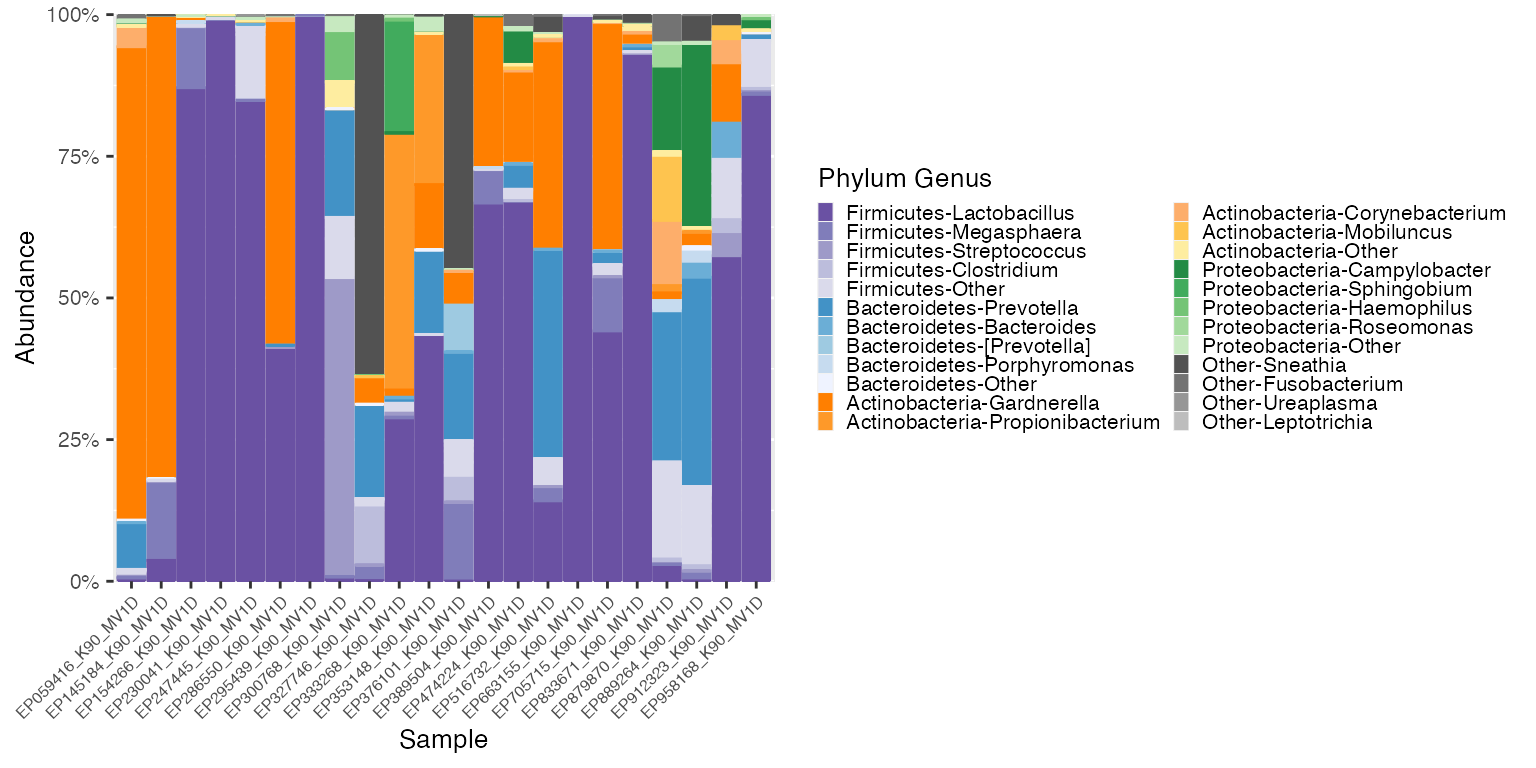 100%
75%
50%
25%
0%
Abundance
EP059416_K90_MV1D
EP145184_K90_MV1D
EP154266_K90_MV1D
EP230041_K90_MV1D
EP247445_K90_MV1D
EP286550_K90_MV1D
EP295439_K90_MV1D
EP300768_K90_MV1D
EP327746_K90_MV1D
EP333268_K90_MV1D
EP353148_K90_MV1D
EP376101_K90_MV1D
EP389504_K90_MV1D
EP474224_K90_MV1D
EP516732_K90_MV1D
EP663155_K90_MV1D
EP705715_K90_MV1D
EP833671_K90_MV1D
EP879870_K90_MV1D
EP889264_K90_MV1D
EP912323_K90_MV1D
EP958168_K90_MV1D
Sample
Phylum Genus
Firmicutes-Lactobacillus
Firmicutes-Megasphaera
Firmicutes-Streptococcus
Firmicutes-Clostridium
Firmicutes-Other
Bacteroidetes-Prevotella
Bacteroidetes-Bacteroides
Bacteroidetes-[Prevotella]
Bacteroidetes-Porphyromonas
Bacteroidetes-Other
Actinobacteria-Gardnerella
Actinobacteria-Propionibacterium
Actinobacteria-Corynebacterium
Actinobacteria-Mobiluncus
Actinobacteria-Other
Proteobacteria-Campylobacter
Proteobacteria-Sphingobium
Proteobacteria-Haemophilus
Proteobacteria-Roseomonas
Proteobacteria-Other
Other-Sneathia
Other-Fusobacterium
Other-Ureaplasma
Other-Leptotrichia